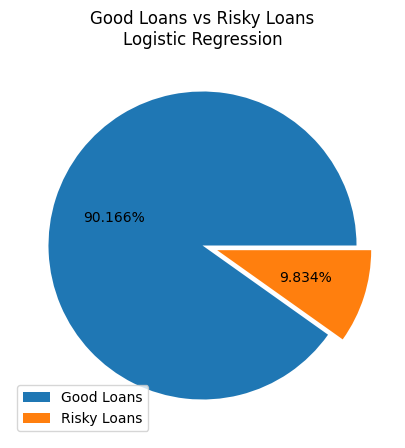 Good Loans vs Risky Loans
Logistic Regression
90.166%
9.834%
Good Loans
Risky Loans